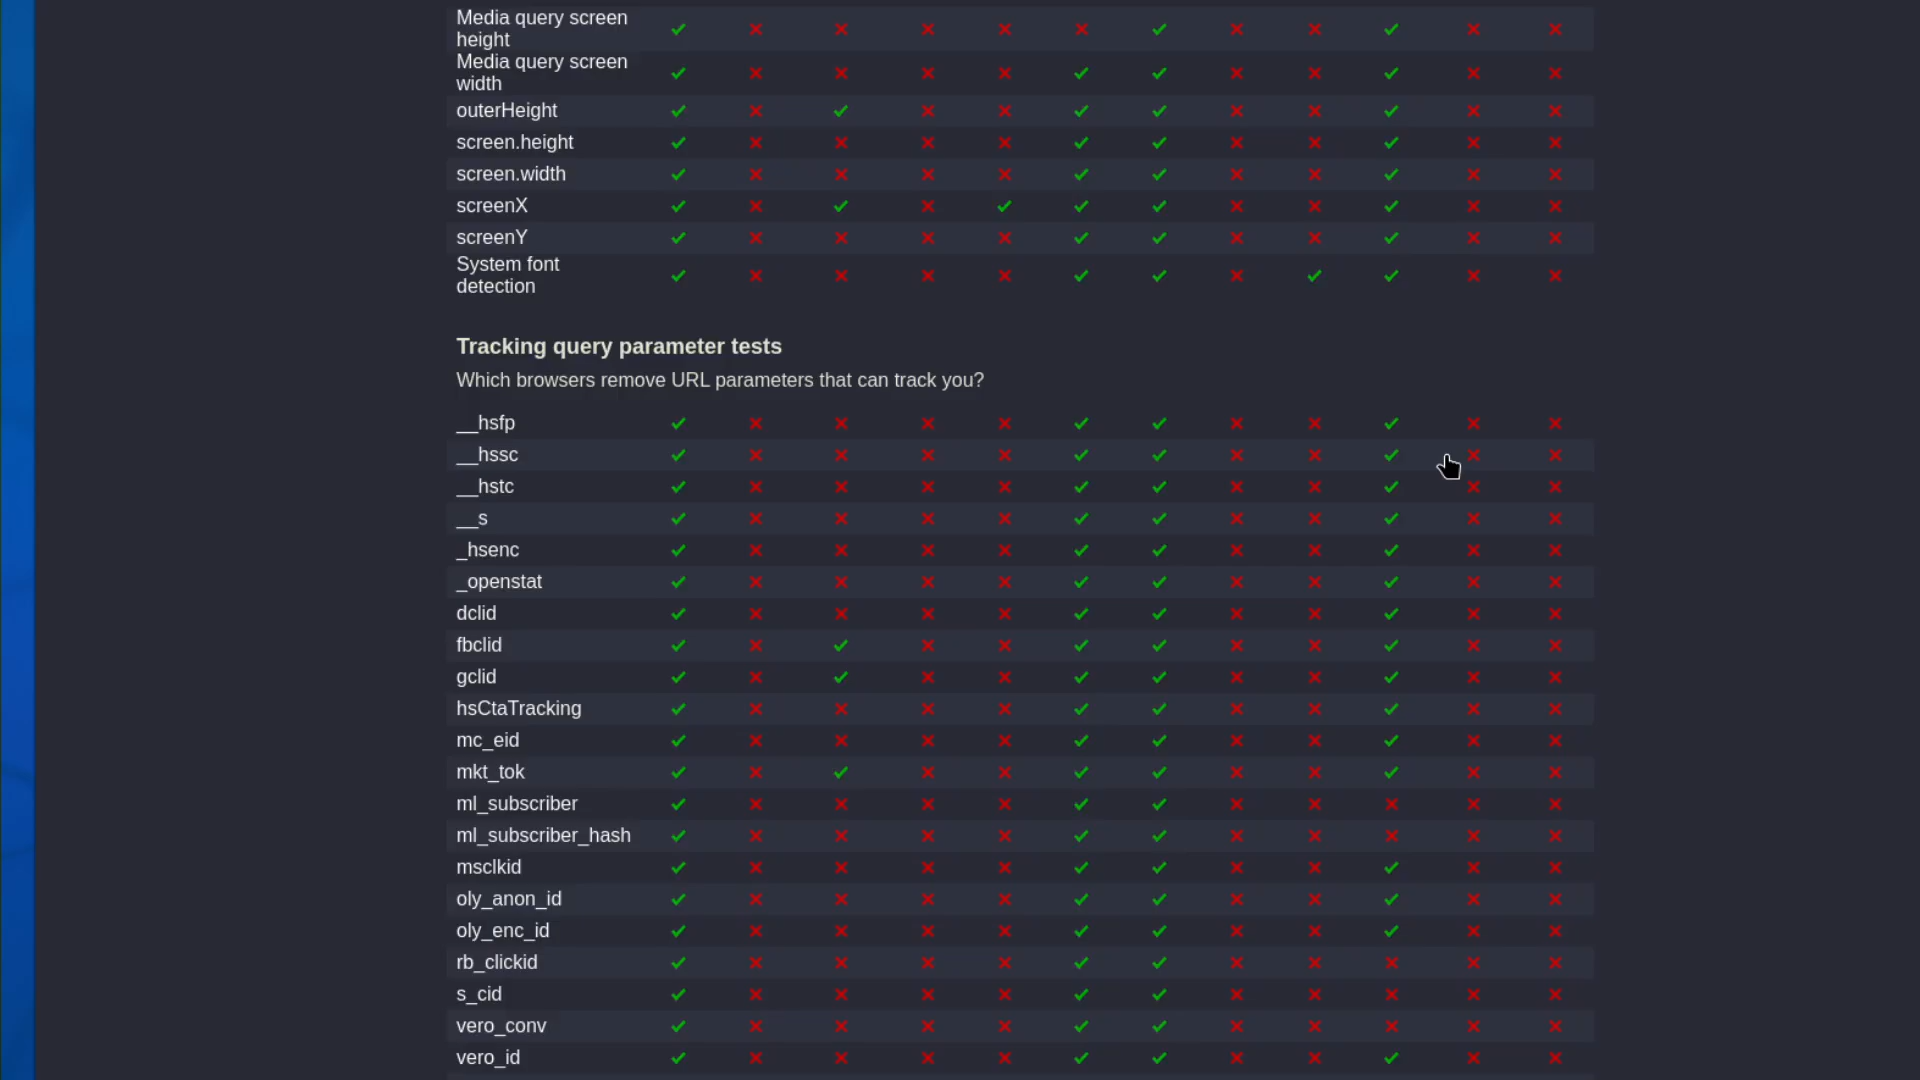 Media query screen
height
Media query screen
width
outerHeight
screen.height
screen.width
screenX
screenY
System font
detection
Tracking query parameter tests
Which browsers remove URL parameters that can track you?
__hsfp
__hssc
__hstc
__s
_hsenc
_openstat
dclid
fbclid
gclid
hsCtaTracking
mc_eid
mkt_tok
ml_subscriber
ml_subscriber_hash
msclkid
oly_anon_id
oly_enc_id
rb_clickid
s_cid
vero_conv
vero_id